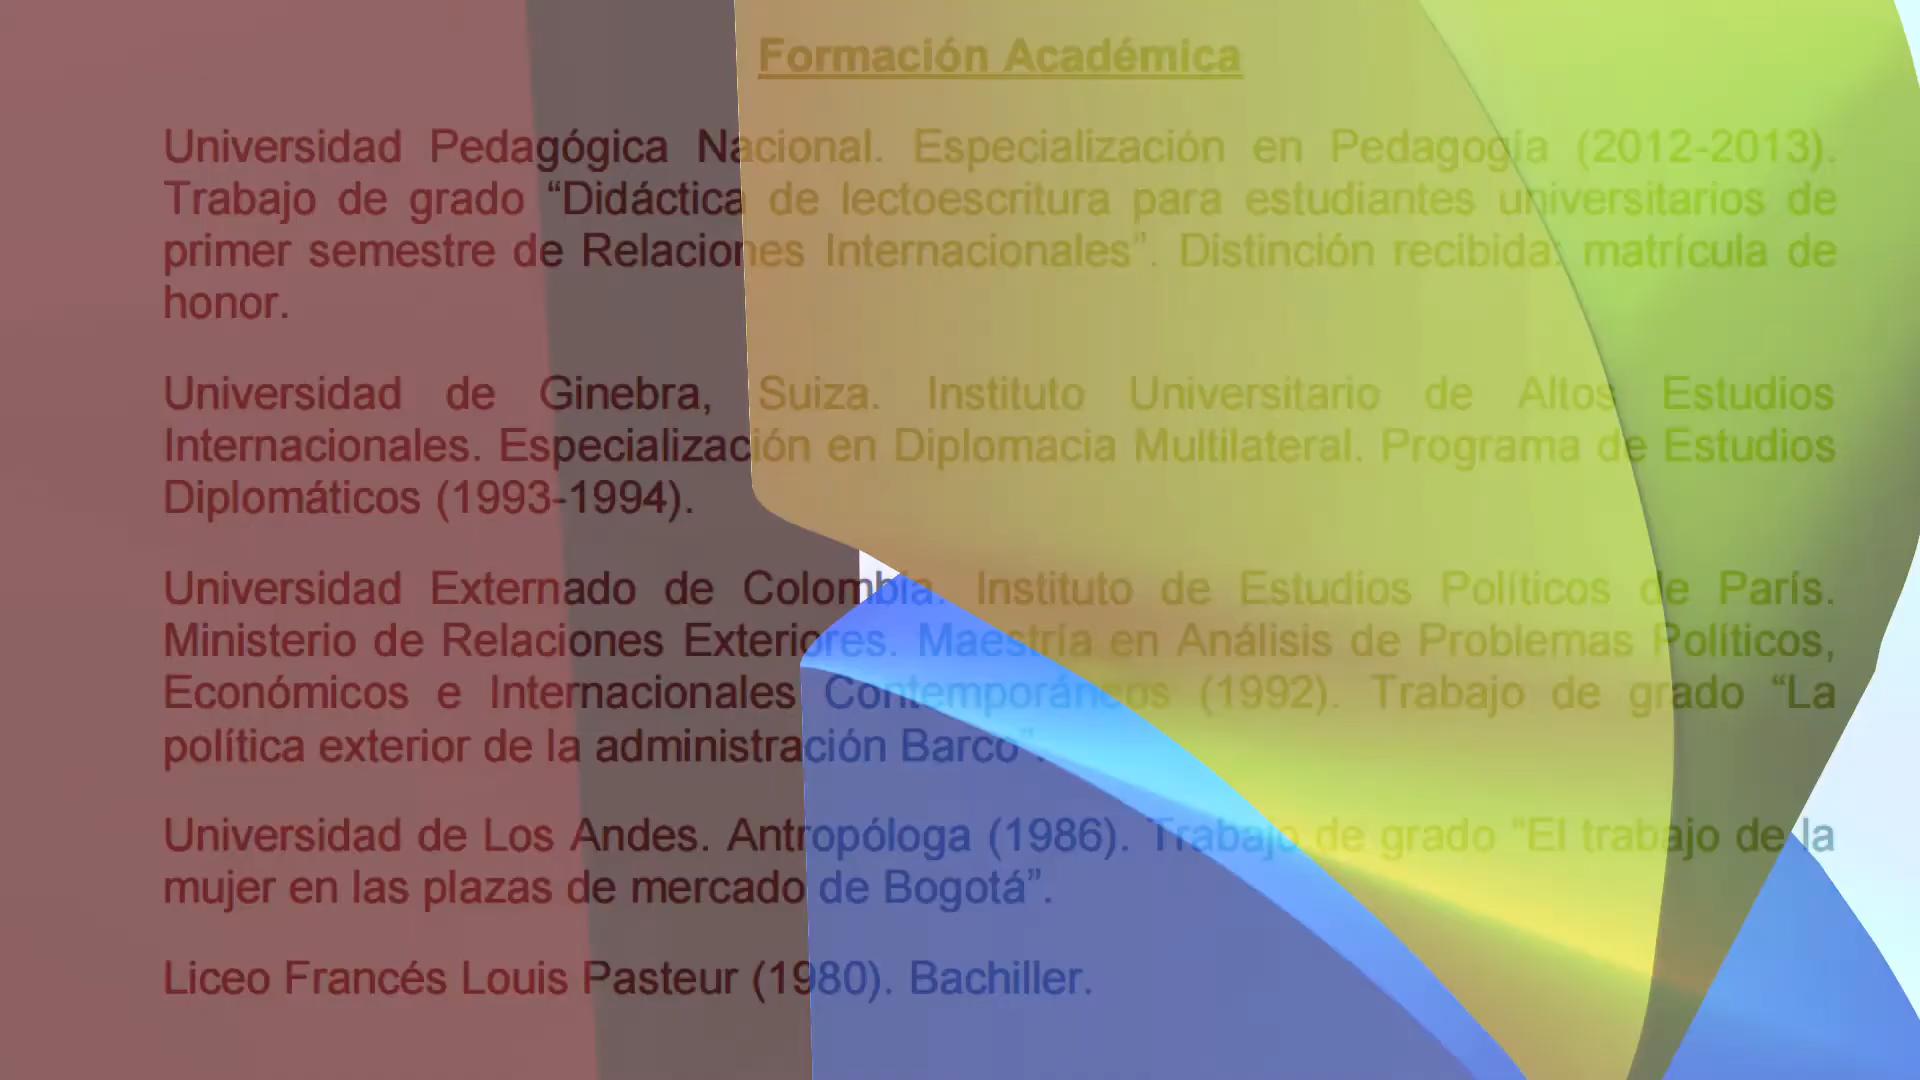 Formación Académica
Universidad Pedagógica Nacional. Especialización en Pedagogía (2012-2013).
Trabajo de grado “Didáctica de lectoescritura para estudiantes universitarios de
primer semestre de Relaciones Internacionales”. Distinción recibida: matrícula de
honor.
Universidad de Ginebra, Suiza. Instituto Universitario de Altos Estudios
Internacionales. Especialización en Diplomacia Multilateral. Programa de Estudios
Diplomáticos (1993-1994).
Universidad Externado de Colombia. Instituto de Estudios Políticos de París.
Ministerio de Relaciones Exteriores. Maestría en Análisis de Problemas Políticos,
Económicos e Internacionales Contemporáneos (1992). Trabajo de grado “La
política exterior de la administración Barco”.
Universidad de Los Andes. Antropóloga (1986). Trabajo de grado “El trabajo de la
mujer en las plazas de mercado de Bogotá”.
Liceo Francés Louis Pasteur (1980). Bachiller.